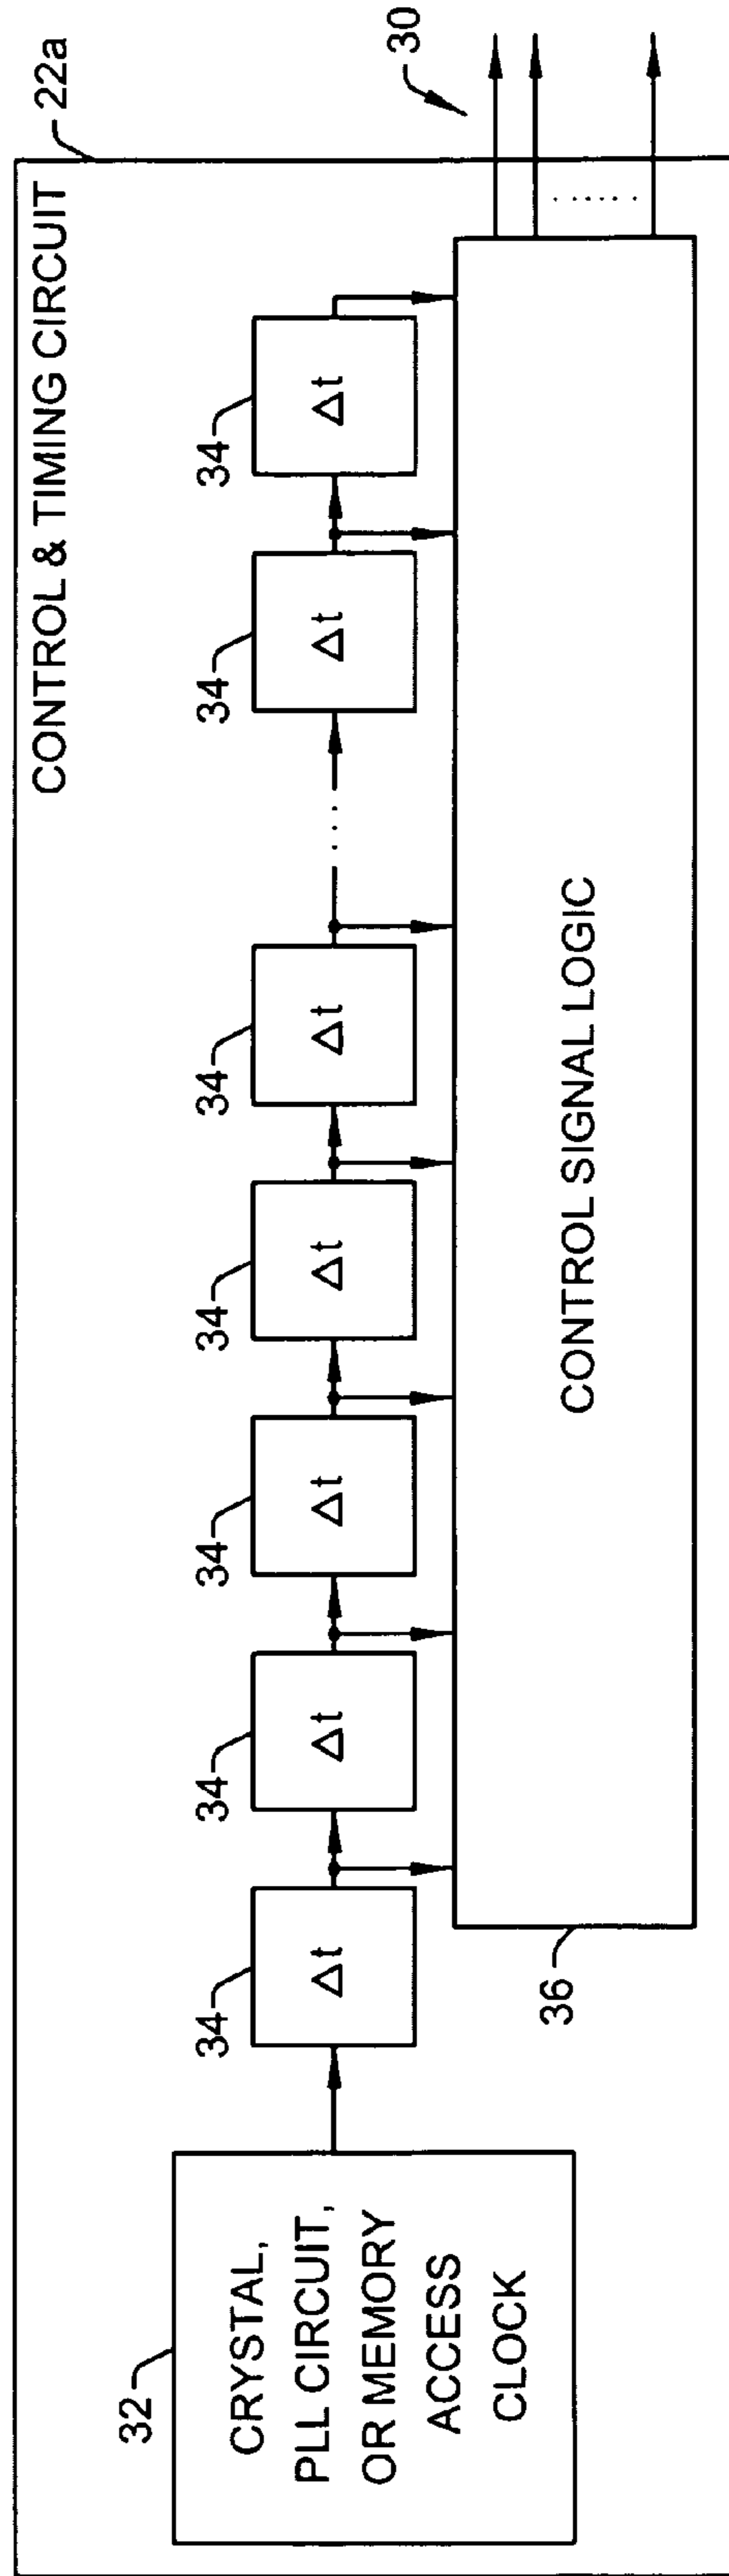 CONTROL & TIMING CIRCUIT
22a
32
CRYSTAL,
PLL CIRCUIT,
OR MEMORY
ACCESS
CLOCK
34
Δt
34
Δt
34
Δt
34
Δt
34
Δt
34
Δt
34
Δt
36
CONTROL SIGNAL LOGIC
30